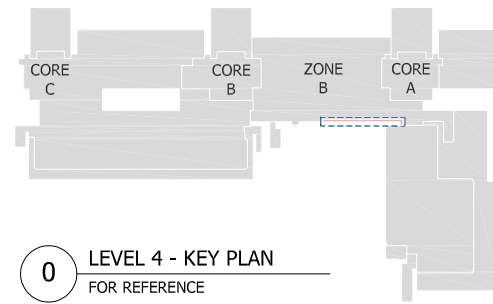 CORE
C
CORE
B
ZONE
B
CORE
A
0
LEVEL 4 - KEY PLAN
FOR REFERENCE